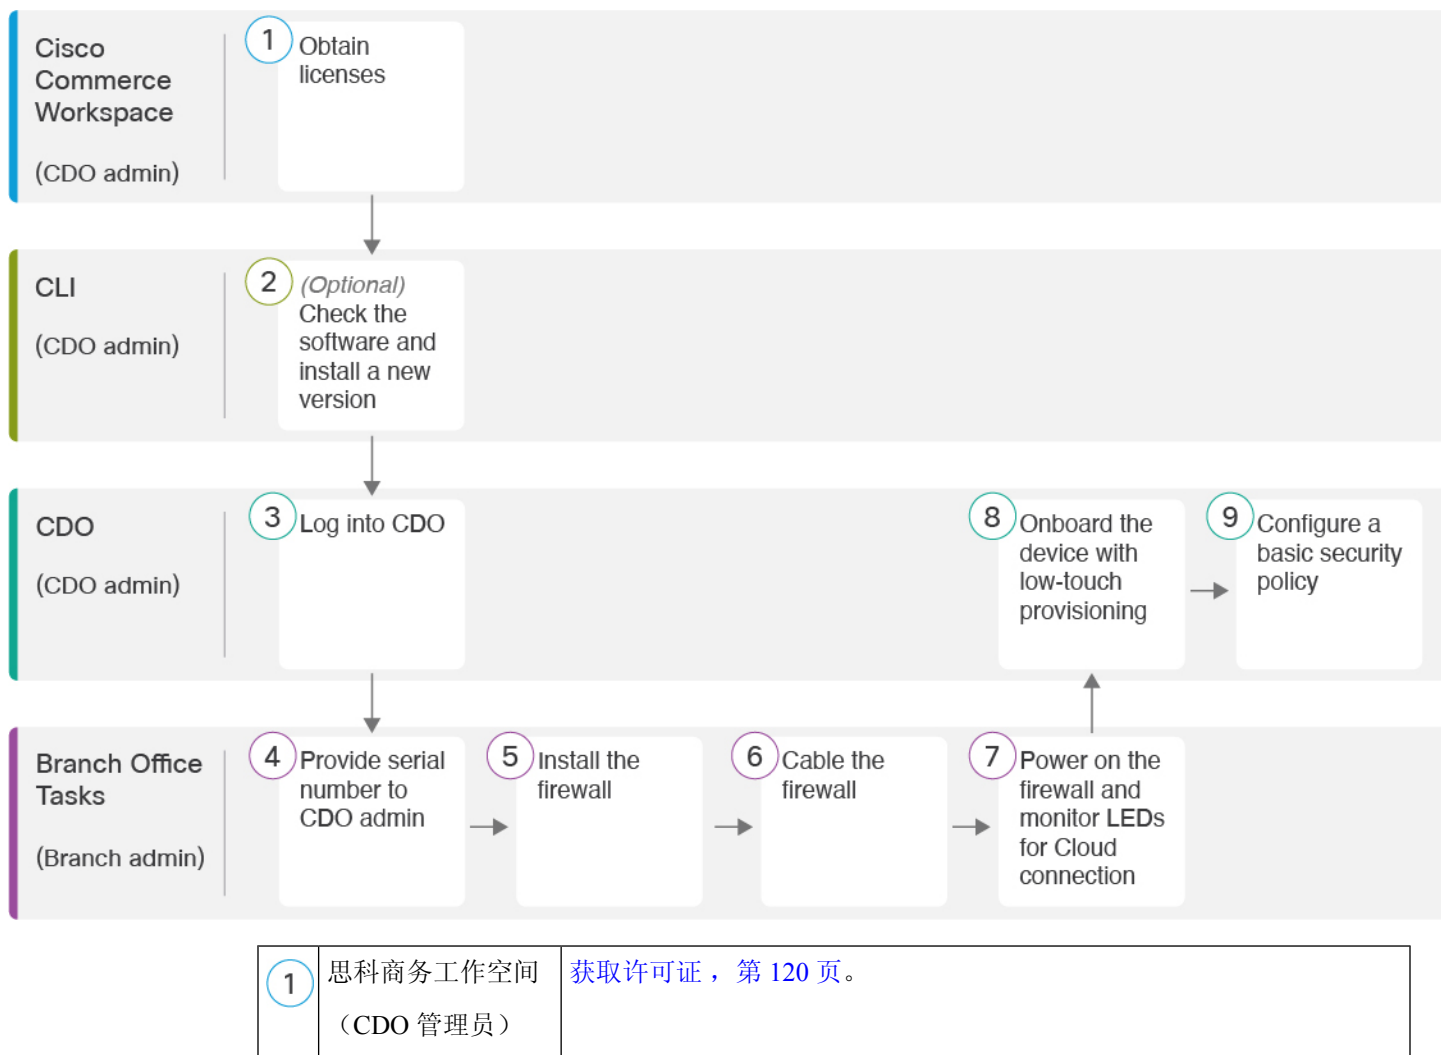 Cisco
Commerce
Workspace
(CDO admin)
1
Obtain
licenses
CLI
(CDO admin)
2
(Optional)
Check the
software and
install a new
version
CDO
(CDO admin)
3
Log into CDO
8
Onboard the
device with
low-touch
provisioning
9
Configure a
basic security
policy
Branch Office
Tasks
(Branch admin)
4
Provide serial
number to
CDO admin
5
Install the
firewall
6
Cable the
firewall
7
Power on the
firewall and
monitor LEDs
for Cloud
connection
1
思科商务工作空间
（CDO 管理员）
获取许可证 ，第 120 页。